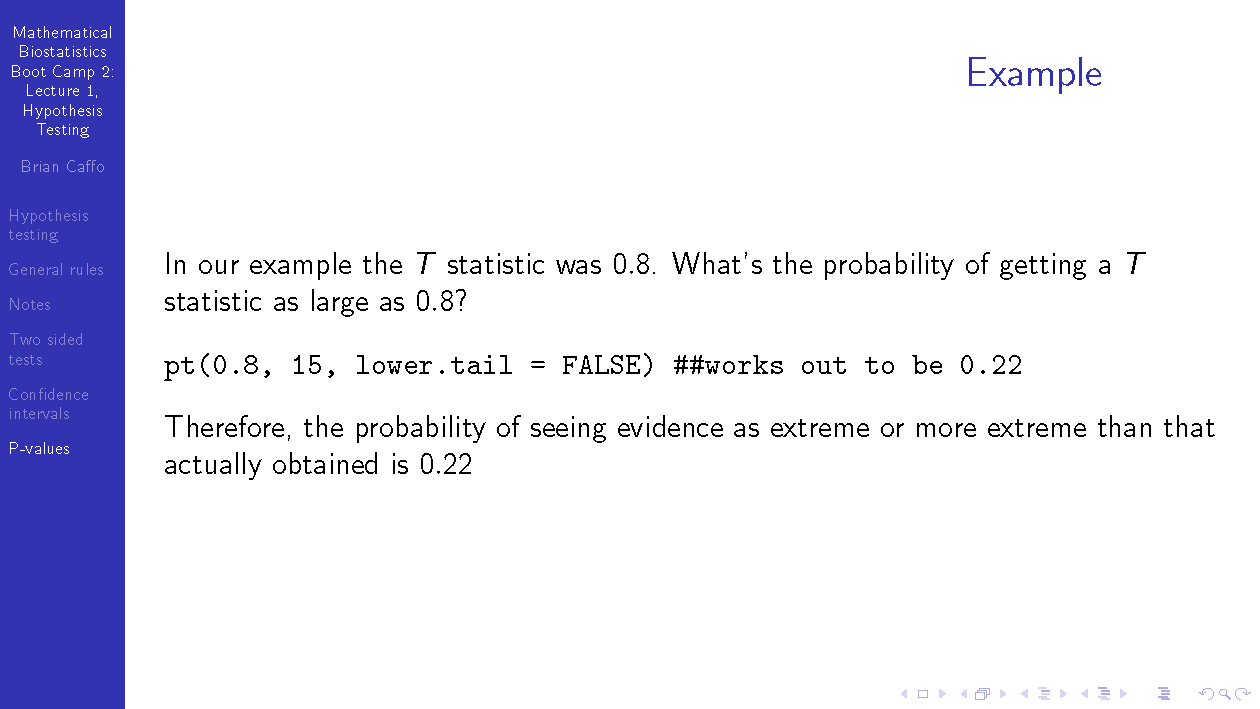 Mathematical
Biostatistics
Boot Camp 2:
Lecture 1,
Hypothesis
Testing
Brian Caffo
Hypothesis
testing
General rules
Notes
Two sided
tests
Confidence
intervals
P-values
Example
In our example the T statistic was 0.8. What's the probability of getting a T
statistic as large as 0.8?
pt(0.8, 15, lower.tail = FALSE) ##works out to be 0.22
Therefore, the probability of seeing evidence as extreme or more extreme than that
actually obtained is 0.22